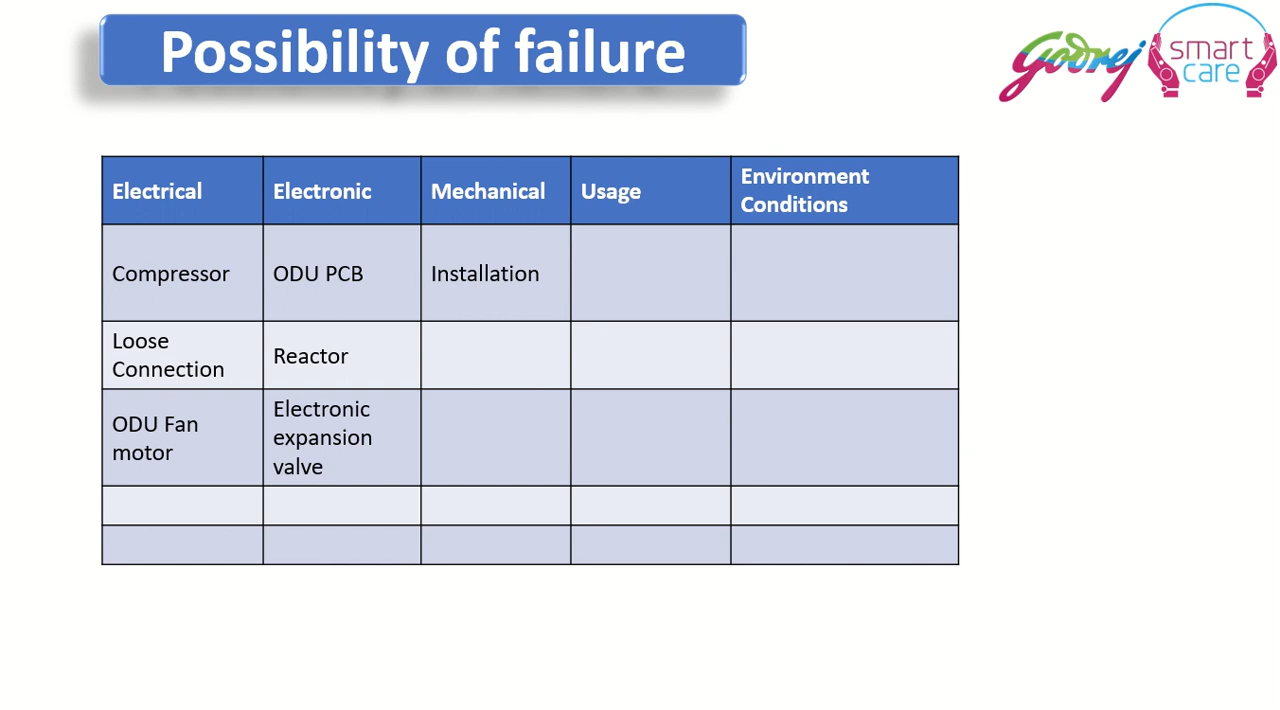 Possibility of failure
Godrej
smart
care
Electrical
Electronic
Mechanical
Usage
Environment
Conditions
Compressor
ODU PCB
Installation
Loose
Connection
Reactor
ODU Fan
motor
Electronic
expansion
valve